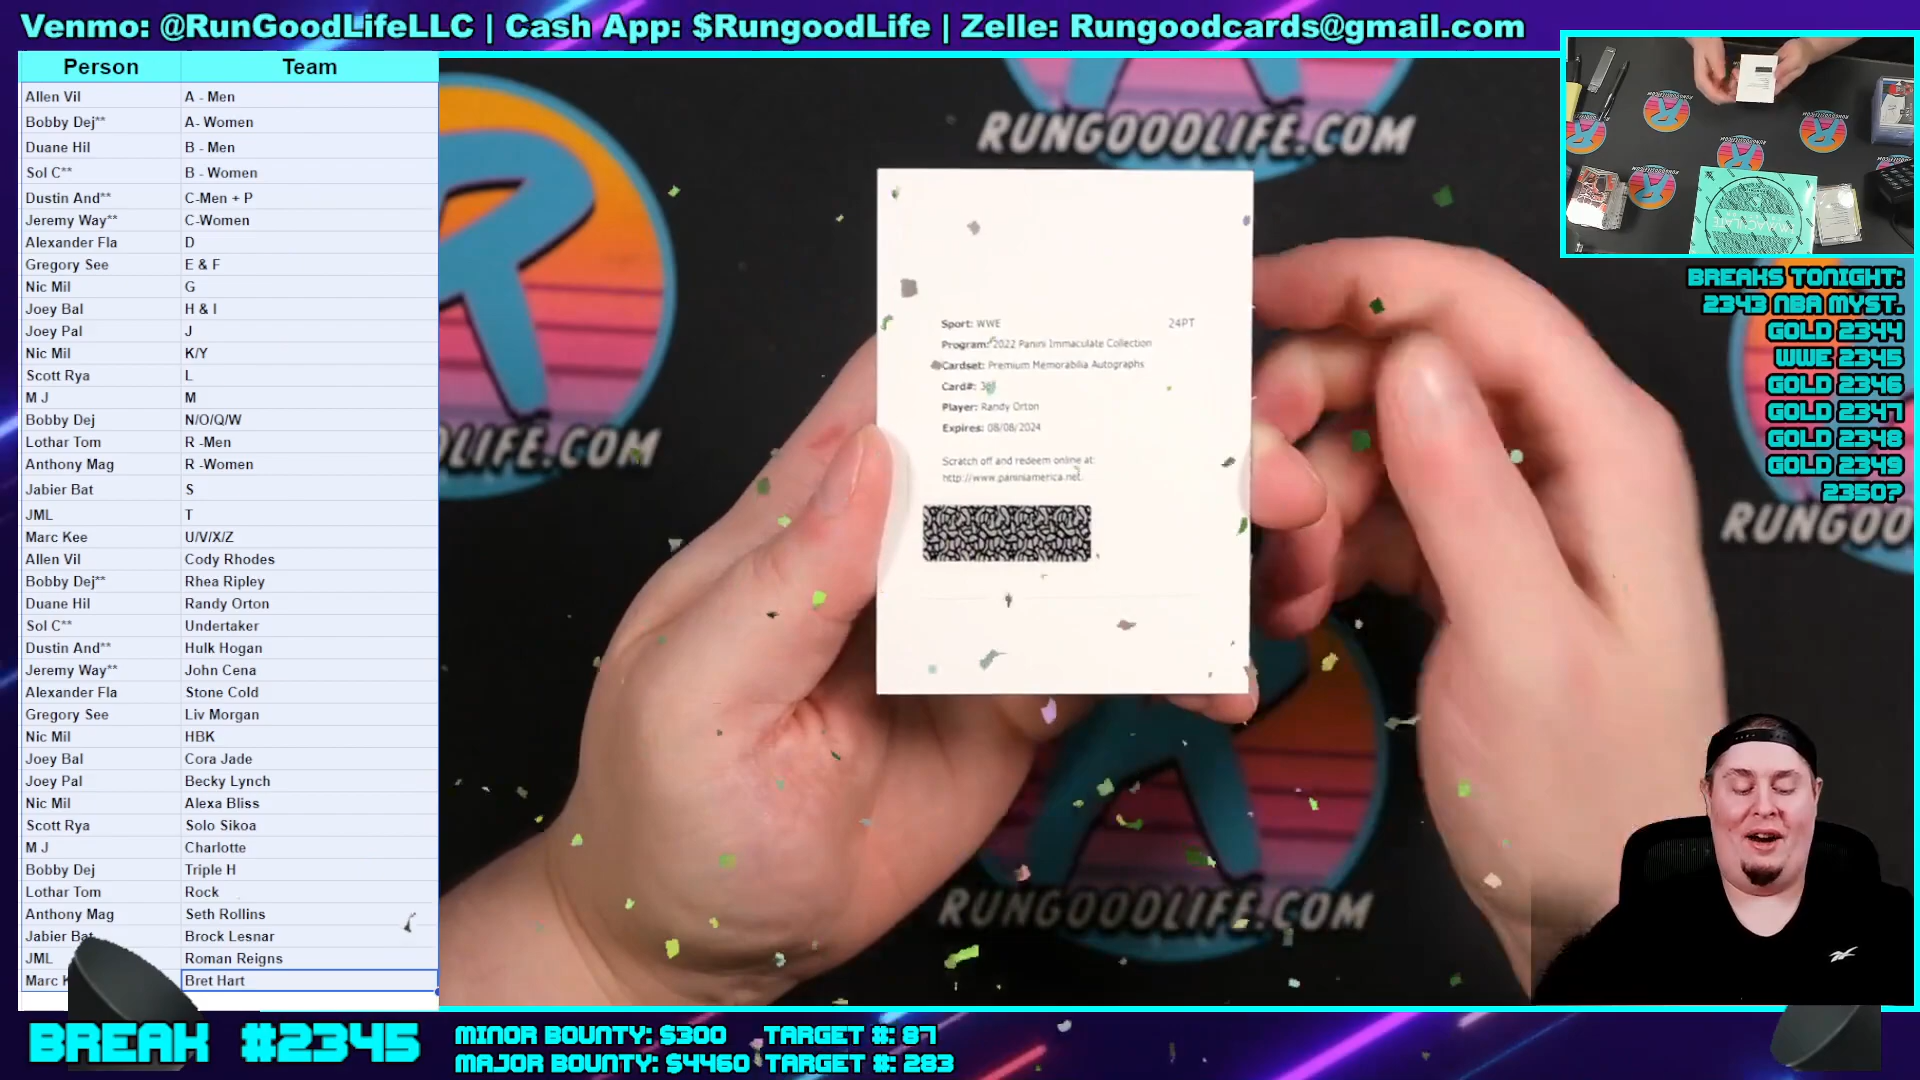 Venmo: @RunGoodLifeLLC | Cash App: $RungoodLife | Zelle: Rungoodcards@gmail.com
Person Team
Allen Vil A - Men
Bobby Dej** A- Women
Duane Hil B - Men
Sol C** B - Women
Dustin And** C-Men + P
Jeremy Way** C-Women
Alexander Fla D
Gregory See E & F
Nic Mil G
Joey Bal H & I
Joey Pal J
Nic Mil K/Y
Scott Rya L
M J M
Bobby Dej N/O/Q/W
Lothar Tom R -Men
Anthony Mag R -Women
Jabier Bat S
JML T
Marc Kee U/V/X/Z
Allen Vil Cody Rhodes
Bobby Dej** Rhea Ripley
Duane Hil Randy Orton
Sol C** Undertaker
Dustin And** Hulk Hogan
Jeremy Way** John Cena
Alexander Fla Stone Cold
Gregory See Liv Morgan
Nic Mil HBK
Joey Bal Cora Jade
Joey Pal Becky Lynch
Nic Mil Alexa Bliss
Scott Rya Solo Sikoa
M J Charlotte
Bobby Dej Triple H
Lothar Tom Rock
Anthony Mag Seth Rollins
Jabier Bat Brock Lesnar
JML Roman Reigns
Marc Bret Hart
RUNGOODLIFE.COM
LIFE.COM
Sport: WWE 24PT
Program: 2022 Panini Immaculate Collection
Cardset: Premium Memorabilia Autographs
Card#:
Player: Randy Orton
Expires: 08/08/2024
Scratch off and redeem online at:
http://www.paniniamerica.net.
RUNGOODLIFE.COM
RUNGOO
BREAKS TONIGHT:
2343 NBA MYST.
GOLD 2344
WWE 2345
GOLD 2346
GOLD 2347
GOLD 2348
GOLD 2349
2350?
BREAK #2345
MINOR BOUNTY: $300 TARGET #: 87
MAJOR BOUNTY: $4460 TARGET #: 283